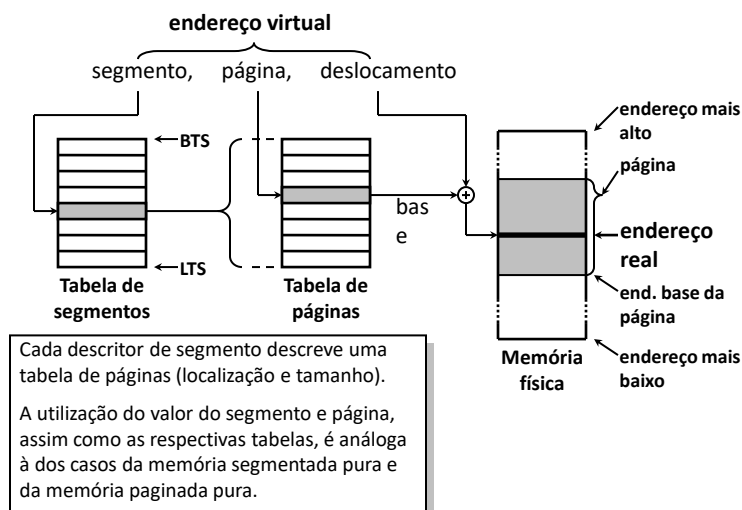 endereço virtual
segmento, página, deslocamento
BTS
LTS
Tabela de
segmentos
Tabela de
páginas
bas
e
+
endereço mais
alto
página
endereço
real
end. base da
página
endereço mais
baixo
Memória
física
Cada descritor de segmento descreve uma
tabela de páginas (localização e tamanho).
A utilização do valor do segmento e página,
assim como as respectivas tabelas, é análoga
à dos casos da memória segmentada pura e
da memória paginada pura.